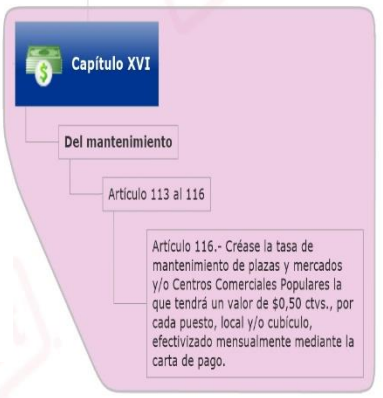 Capítulo XVI
Del mantenimiento
Artículo 113 al 116
Artículo 116.- Créase la tasa de
mantenimiento de plazas y mercados
y/o Centros Comerciales Populares la
que tendrá un valor de $0,50 ctvs., por
cada puesto, local y/o cubículo,
efectivizado mensualmente mediante la
carta de pago.